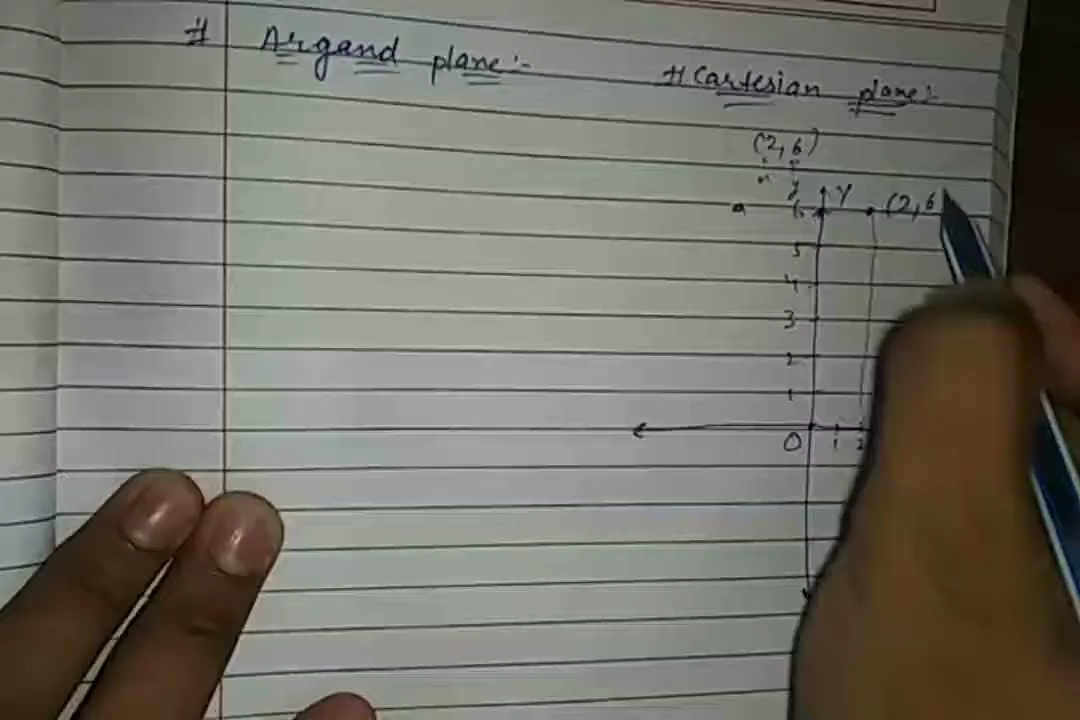 # Argand plane:-
# Cartesian plane:-
(2, 6)
x y
Y
6 (2, 6
5
4
3
2
1
0 1 2